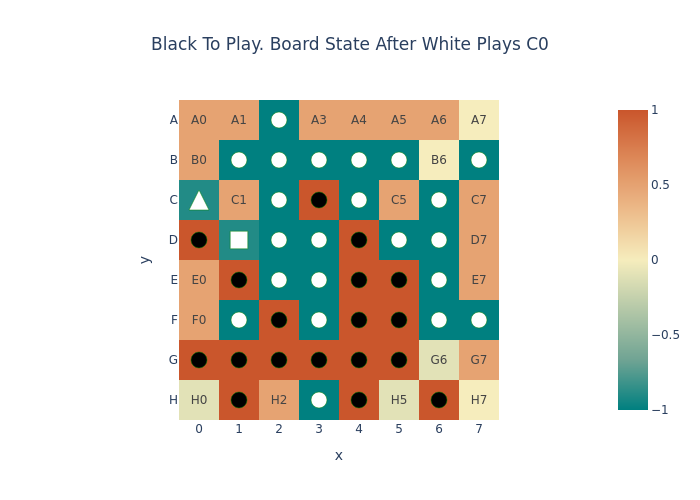 Black To Play. Board State After White Plays C0
A A0 A1 A3 A4 A5 A6 A7
B B0 B6
C C1 C5 C7
D D7
E E0 E7
F F0
G G6 G7
H H0 H2 H5 H7
0 1 2 3 4 5 6 7
x
y
1
0.5
0
−0.5
−1